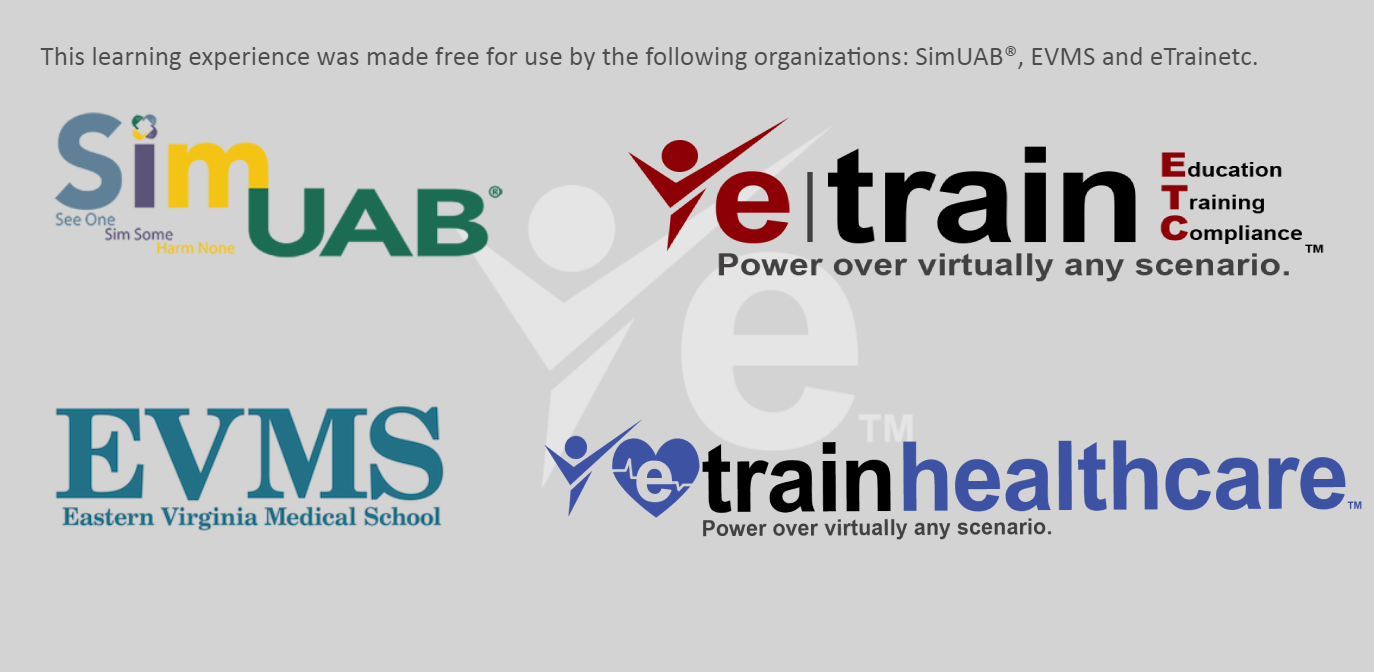 This learning experience was made free for use by the following organizations: SimUAB®, EVMS and eTrainetc.
Sim
UAB®
See One
Sim Some
Harm None
e|train
Education
Training
Compliance™
Power over virtually any scenario.
e™
EVMS
Eastern Virginia Medical School
etrainhealthcare™
Power over virtually any scenario.